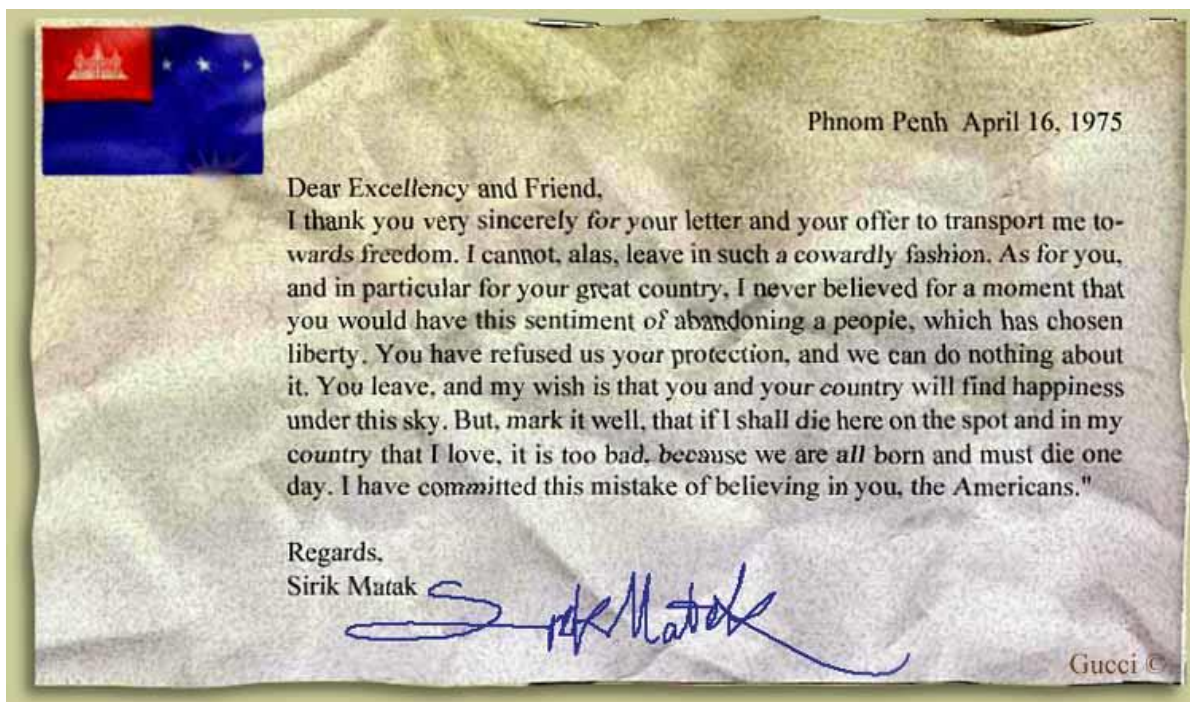 Phnom Penh April 16, 1975
Dear Excellency and Friend,
I thank you very sincerely for your letter and your offer to transport me to-
wards freedom. I cannot, alas, leave in such a cowardly fashion. As for you,
and in particular for your great country, I never believed for a moment that
you would have this sentiment of abandoning a people, which has chosen
liberty. You have refused us your protection, and we can do nothing about
it. You leave, and my wish is that you and your country will find happiness
under this sky. But, mark it well, that if I shall die here on the spot and in my
country that I love, it is too bad, because we are all born and must die one
day. I have committed this mistake of believing in you, the Americans."
Regards,
Sirik Matak
Sirik Matak
Gucci ©